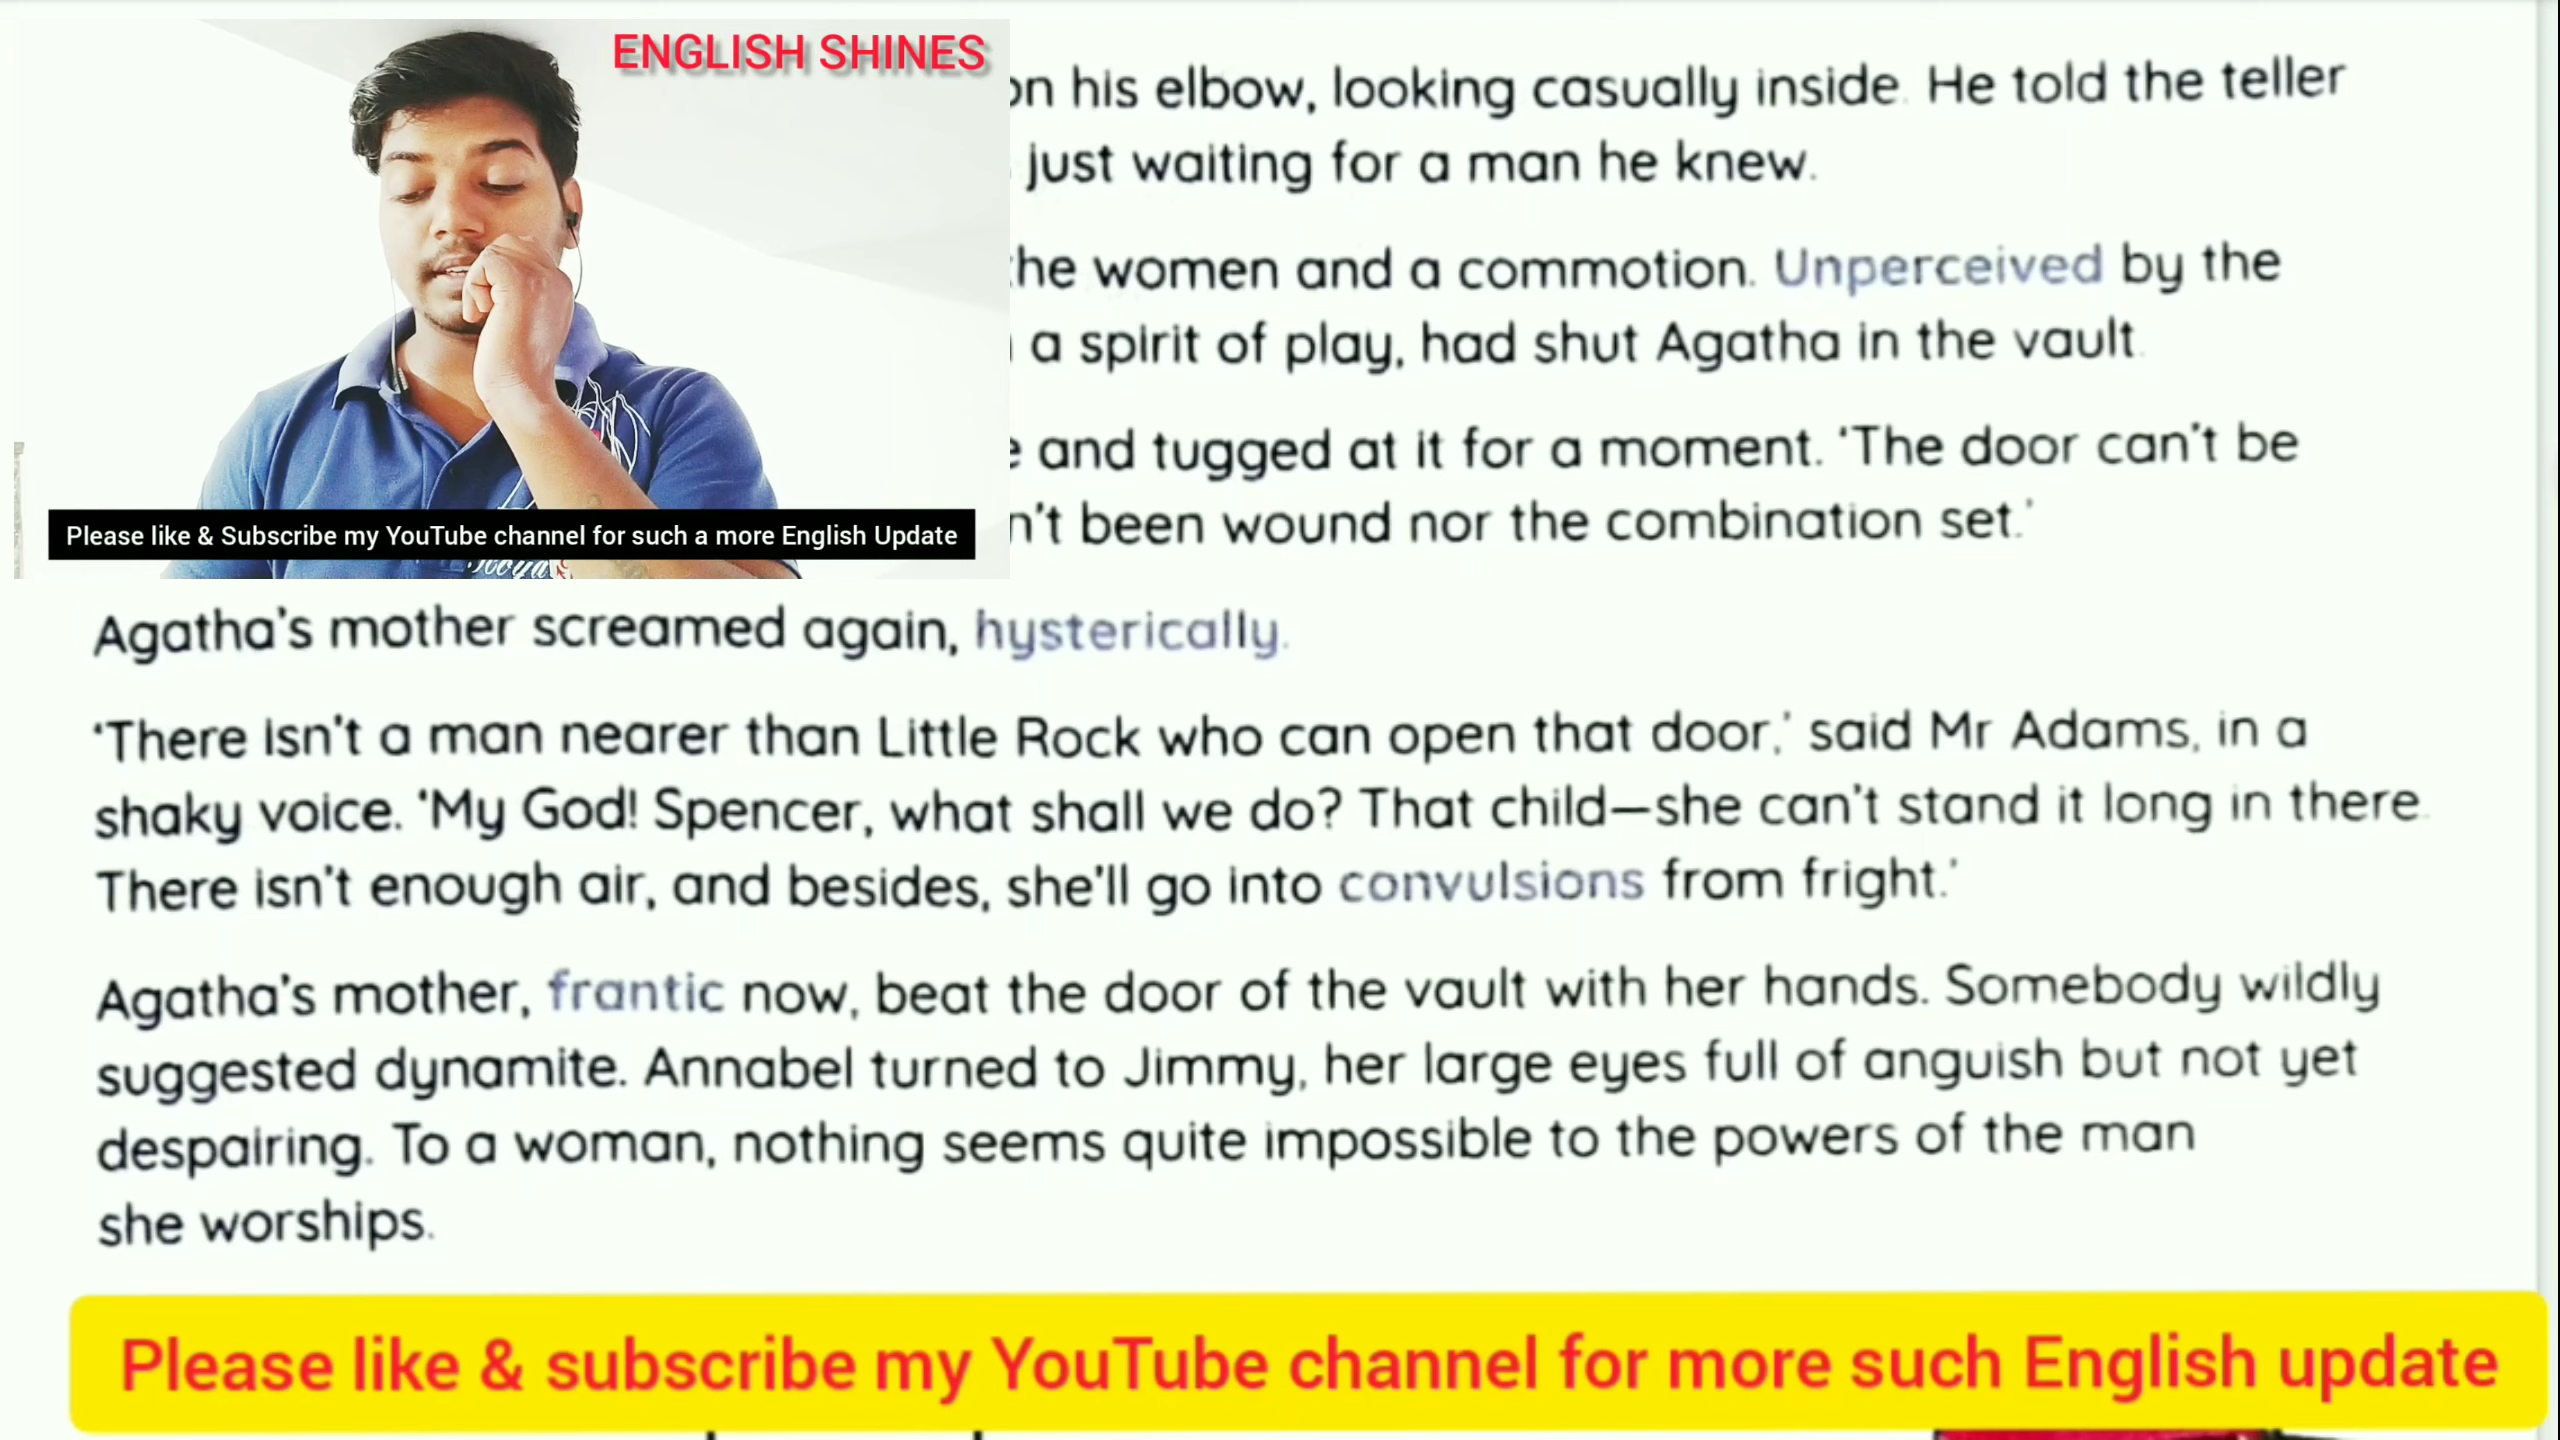 ENGLISH SHINES
on his elbow, looking casually inside. He told the teller
just waiting for a man he knew.
the women and a commotion. Unperceived by the
a spirit of play, had shut Agatha in the vault.
and tugged at it for a moment. ‘The door can’t be
n’t been wound nor the combination set.’
Please like & Subscribe my YouTube channel for such a more English Update
Agatha’s mother screamed again, hysterically.
‘There isn’t a man nearer than Little Rock who can open that door,’ said Mr Adams, in a
shaky voice. ‘My God! Spencer, what shall we do? That child—she can’t stand it long in there.
There isn’t enough air, and besides, she’ll go into convulsions from fright.’
Agatha’s mother, frantic now, beat the door of the vault with her hands. Somebody wildly
suggested dynamite. Annabel turned to Jimmy, her large eyes full of anguish but not yet
despairing. To a woman, nothing seems quite impossible to the powers of the man
she worships.
Please like & subscribe my YouTube channel for more such English update